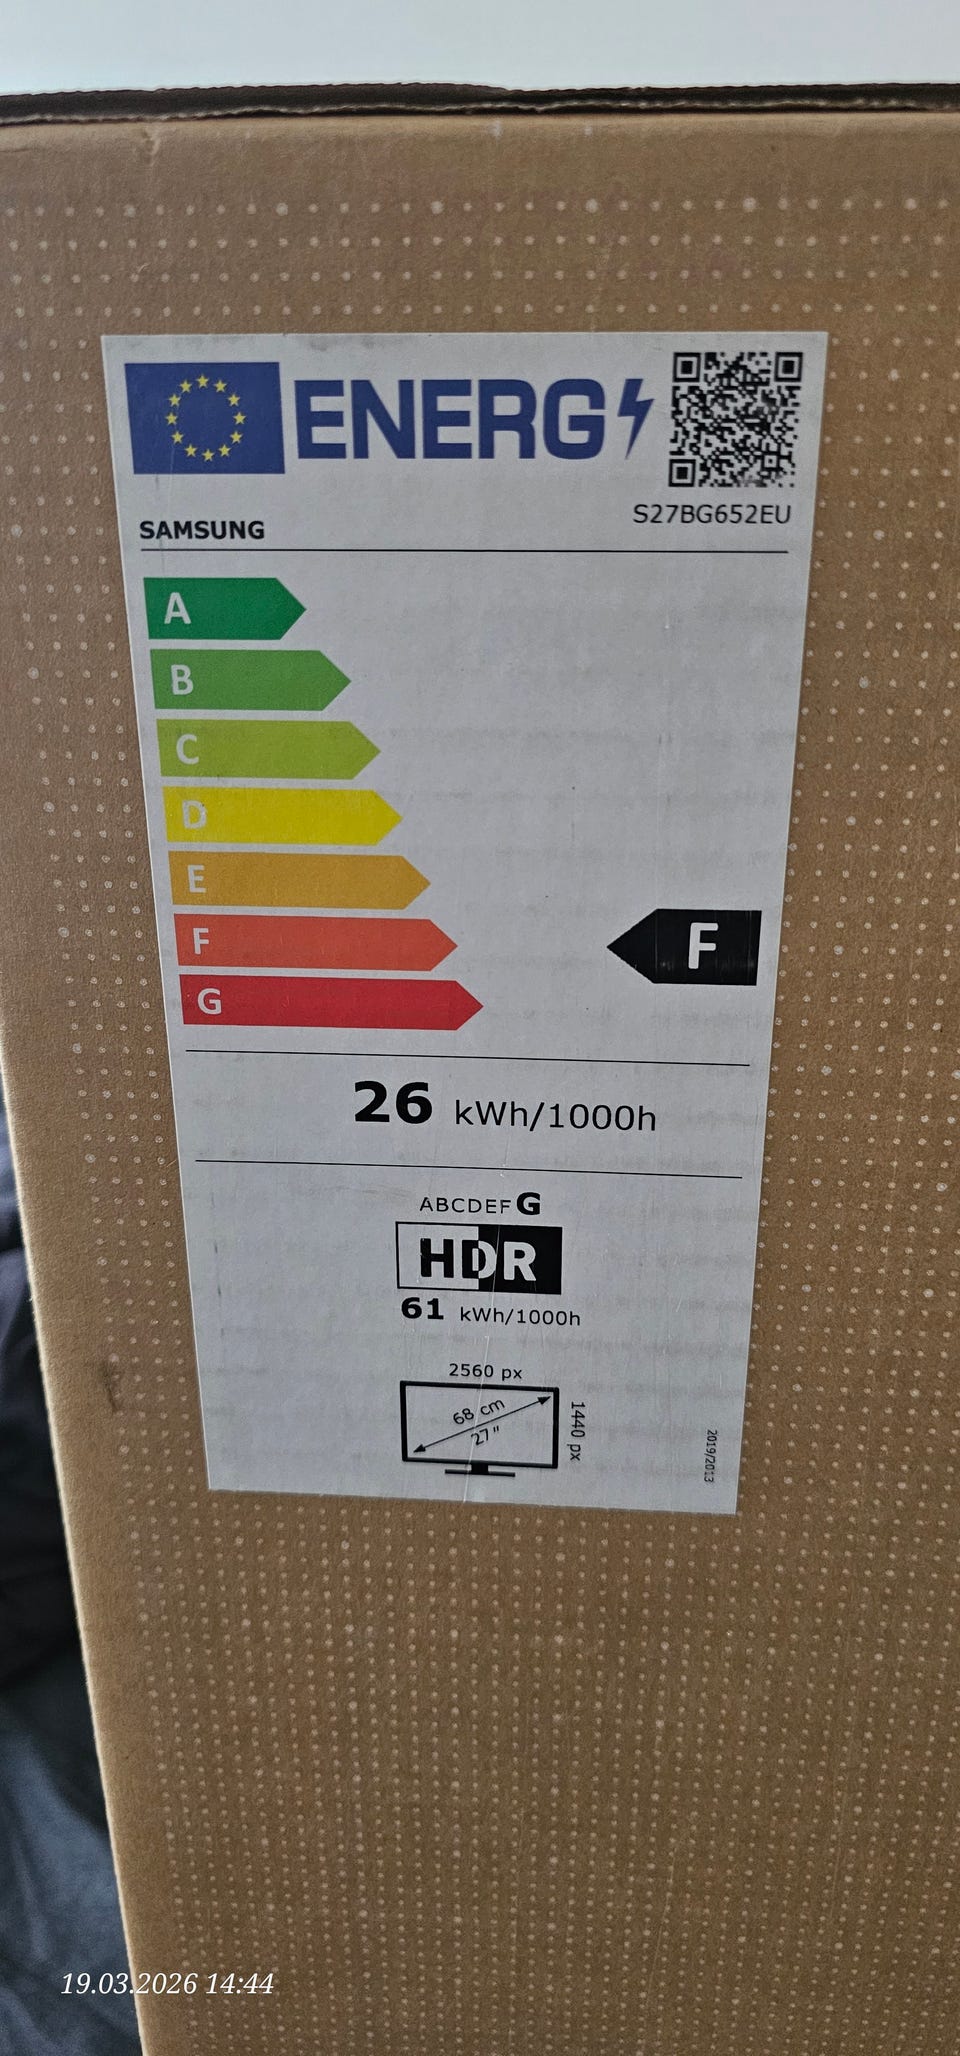 ENERG
S27BG652EU
SAMSUNG
A
B
C
D
E
F
F
G
26 kWh/1000h
ABCDEFG
HDR
61 kWh/1000h
2560 px
68 cm
27"
1440 px
2019/2013
19.03.2026 14:44